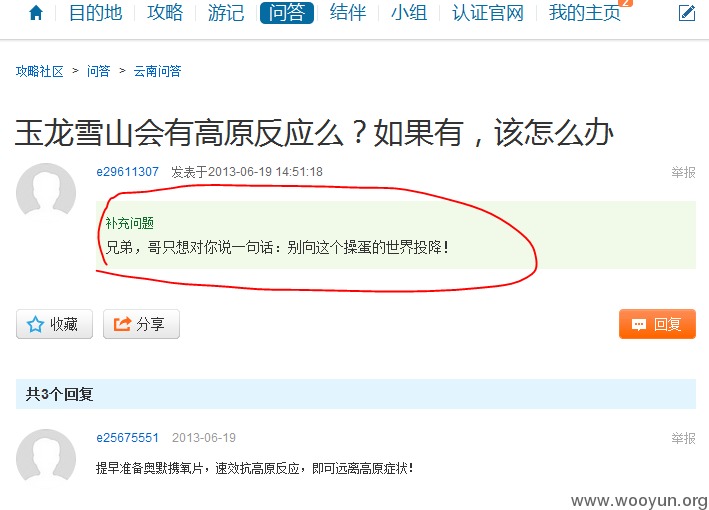 目的地 攻略 游记 问答 结伴 小组 认证官网 我的主页 2
攻略社区 > 问答 > 云南问答
玉龙雪山会有高原反应么？如果有，该怎么办
e29611307 发表于2013-06-19 14:51:18 举报
补充问题
兄弟，哥只想对你说一句话：别向这个操蛋的世界投降！
收藏 分享 回复
共3个回复
e25675551 2013-06-19 举报
提早准备奥默携氧片，速效抗高原反应，即可远离高原症状！
www.wooyun.org